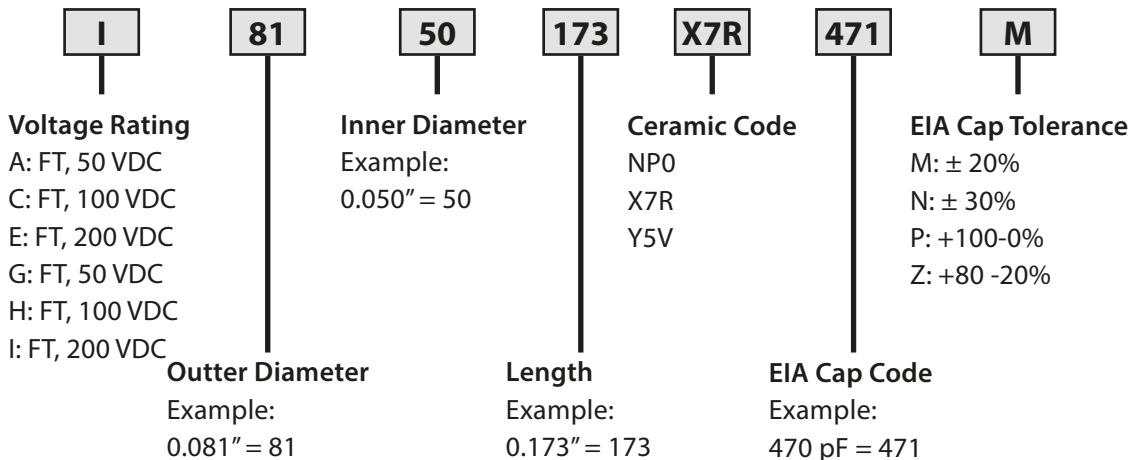 I 81 50 173 X7R 471 M
Voltage Rating
A: FT, 50 VDC
C: FT, 100 VDC
E: FT, 200 VDC
G: FT, 50 VDC
H: FT, 100 VDC
I: FT, 200 VDC
Outter Diameter
Example:
0.081” = 81
Inner Diameter
Example:
0.050” = 50
Length
Example:
0.173” = 173
Ceramic Code
NP0
X7R
Y5V
EIA Cap Code
Example:
470 pF = 471
EIA Cap Tolerance
M: ± 20%
N: ± 30%
P: +100-0%
Z: +80 -20%